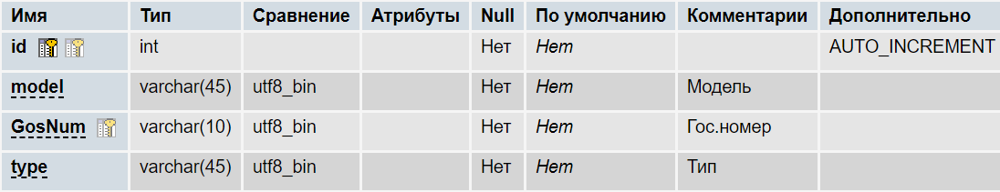 Имя Тип Сравнение Атрибуты Null По умолчанию Комментарии Дополнительно
id int Нет Нет AUTO_INCREMENT
model varchar(45) utf8_bin Нет Нет Модель
GosNum varchar(10) utf8_bin Нет Нет Гос.номер
type varchar(45) utf8_bin Нет Нет Тип